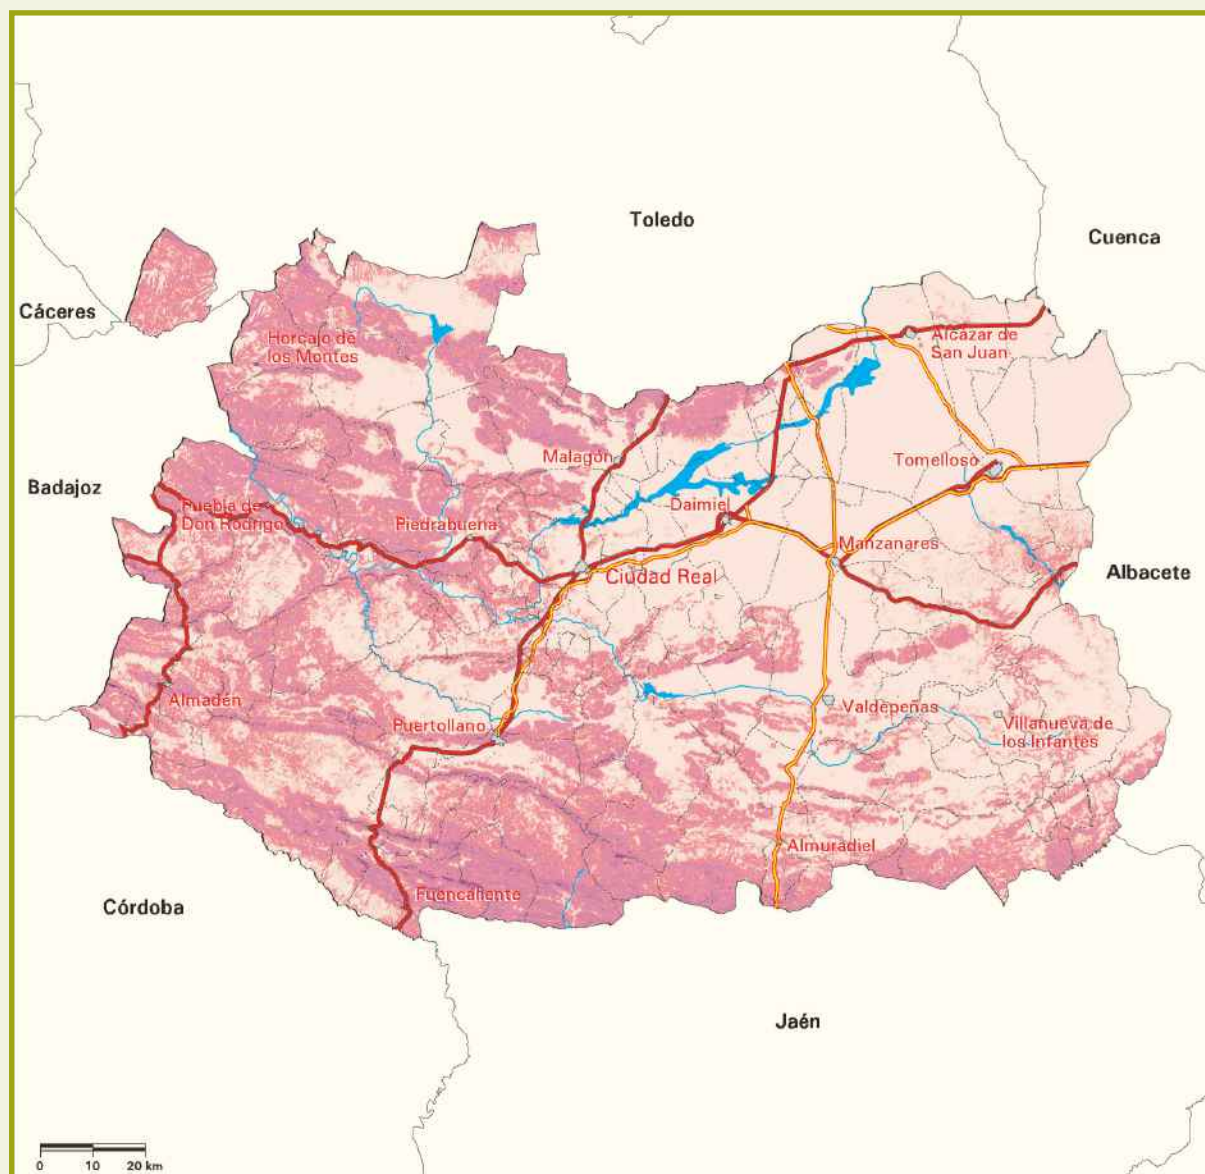 Toledo
Cuenca
Cáceres
Horcajo de
los Montes
Alcázar de
San Juan
Malagón
Tomelloso
Badajoz
Puebla de
Don Rodrigo
Piedrabuena
Daimiel
Manzanares
Ciudad Real
Albacete
Almadén
Puertollano
Valdepeñas
Villanueva de
los Infantes
Almuradiel
Fuencaliente
Córdoba
Jaén
0 10 20 km